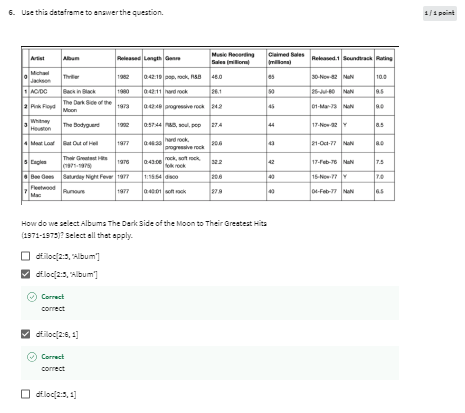 6. Use this dataframe to answer the question.
1 / 1 point
Artist Album Released Length Genre Music Recording Sales (millions) Claimed Sales (millions) Released.1 Soundtrack Rating
0 Michael Jackson Thriller 1982 0:42:19 pop, rock, R&B 46.0 65 30-Nov-82 NaN 10.0
1 AC/DC Back in Black 1980 0:42:11 hard rock 26.1 50 25-Jul-80 NaN 9.5
2 Pink Floyd The Dark Side of the Moon 1973 0:42:49 progressive rock 24.2 45 01-Mar-73 NaN 9.0
3 Whitney Houston The Bodyguard 1992 0:57:44 R&B, soul, pop 27.4 44 17-Nov-92 Y 8.5
4 Meat Loaf Bat Out of Hell 1977 0:46:33 hard rock, progressive rock 20.6 43 21-Oct-77 NaN 8.0
5 Eagles Their Greatest Hits (1971-1975) 1976 0:43:08 rock, soft rock, folk rock 32.2 42 17-Feb-76 NaN 7.5
6 Bee Gees Saturday Night Fever 1977 1:15:54 disco 20.6 40 15-Nov-77 Y 7.0
7 Fleetwood Mac Rumours 1977 0:40:01 soft rock 27.9 40 04-Feb-77 NaN 6.5
How do we select Albums The Dark Side of the Moon to Their Greatest Hits
(1971-1975)? Select all that apply.
df.iloc[2:5, 'Album']
df.loc[2:5, 'Album']
Correct
correct
df.iloc[2:6, 1]
Correct
correct
df.loc[2:5, 1]